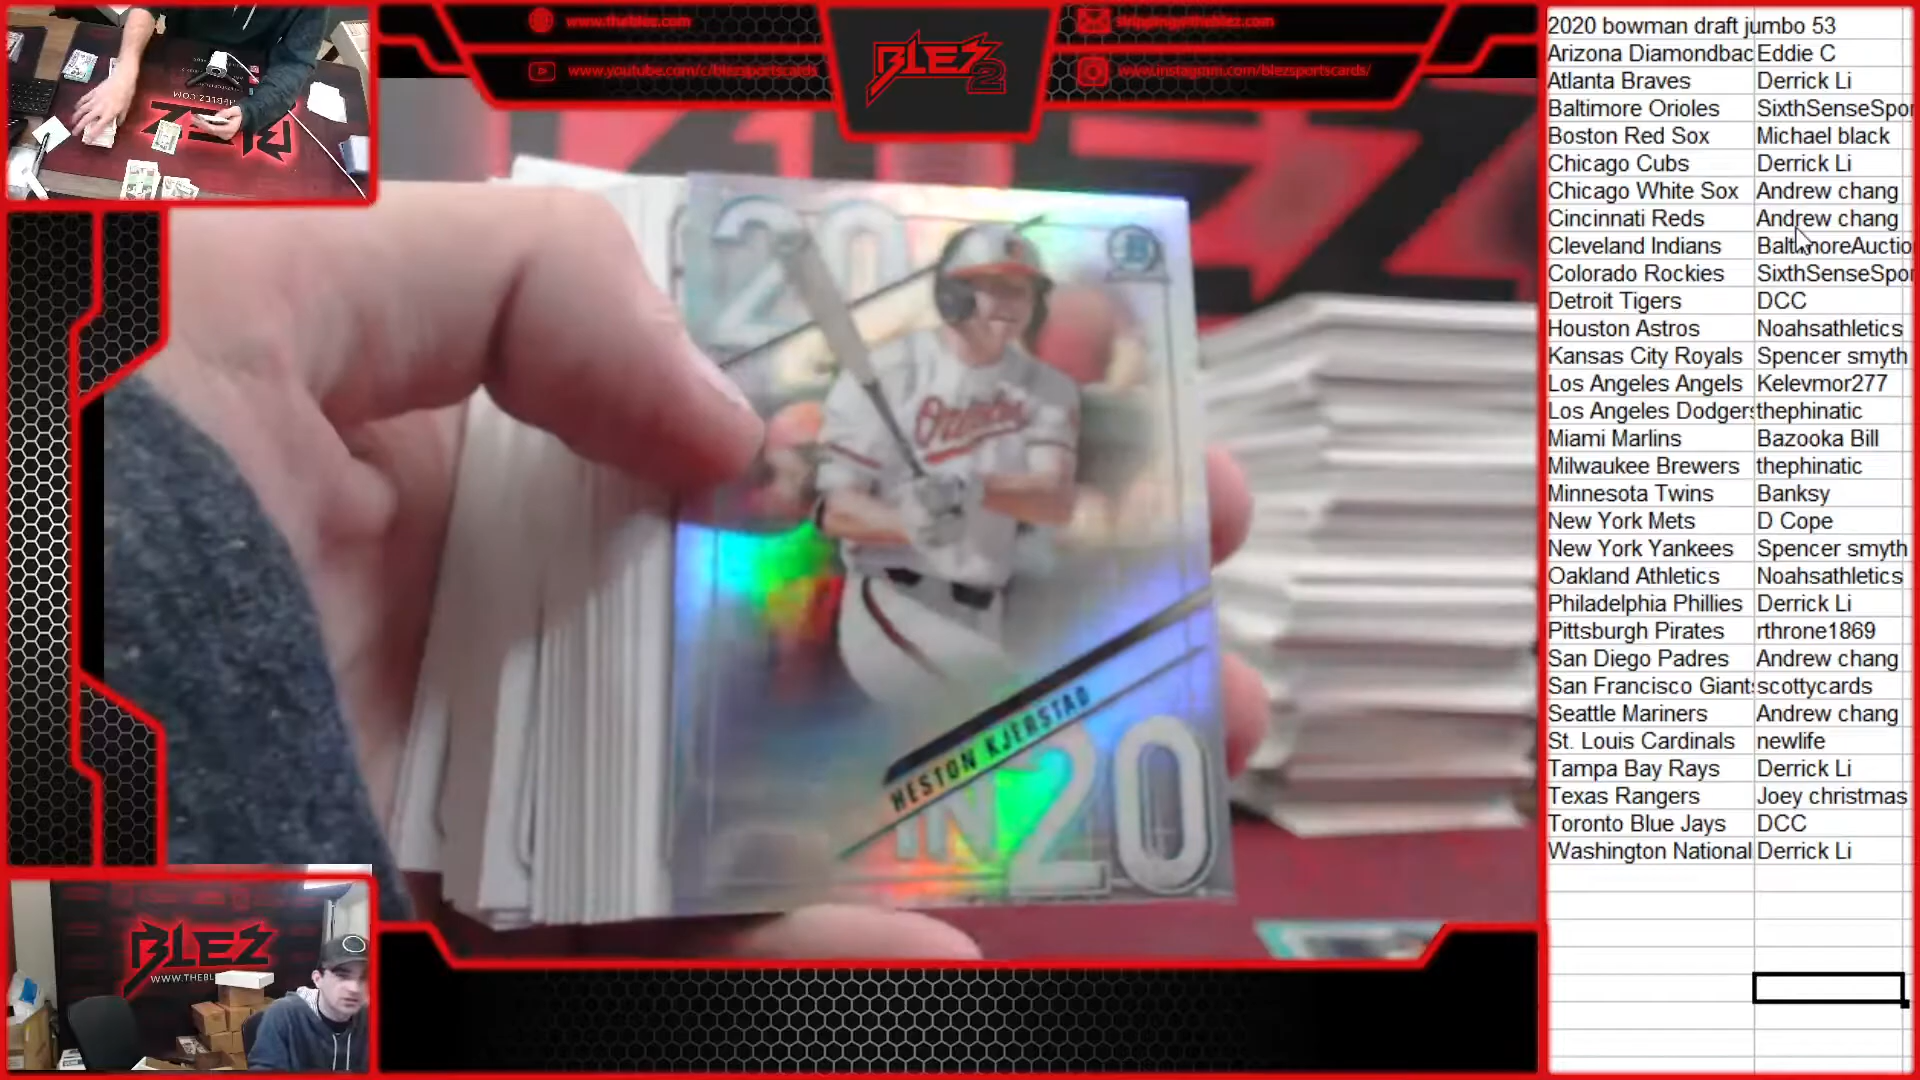 www.theblez.com
www.youtube.com/c/blezsportscards
BLEZ
2
www.instagram.com/blezsportscards/
20
Orioles
HESTON KJERSTAD
IN
20
BLEZ
BLEZ
2020 bowman draft jumbo 53
Arizona Diamondbac Eddie C
Atlanta Braves Derrick Li
Baltimore Orioles SixthSenseSpor
Boston Red Sox Michael black
Chicago Cubs Derrick Li
Chicago White Sox Andrew chang
Cincinnati Reds Andrew chang
Cleveland Indians BaltimoreAuctio
Colorado Rockies SixthSenseSpor
Detroit Tigers DCC
Houston Astros Noahsathletics
Kansas City Royals Spencer smyth
Los Angeles Angels Kelevmor277
Los Angeles Dodgers thephinatic
Miami Marlins Bazooka Bill
Milwaukee Brewers thephinatic
Minnesota Twins Banksy
New York Mets D Cope
New York Yankees Spencer smyth
Oakland Athletics Noahsathletics
Philadelphia Phillies Derrick Li
Pittsburgh Pirates rthrone1869
San Diego Padres Andrew chang
San Francisco Giants scottycards
Seattle Mariners Andrew chang
St. Louis Cardinals newlife
Tampa Bay Rays Derrick Li
Texas Rangers Joey christmas
Toronto Blue Jays DCC
Washington National Derrick Li